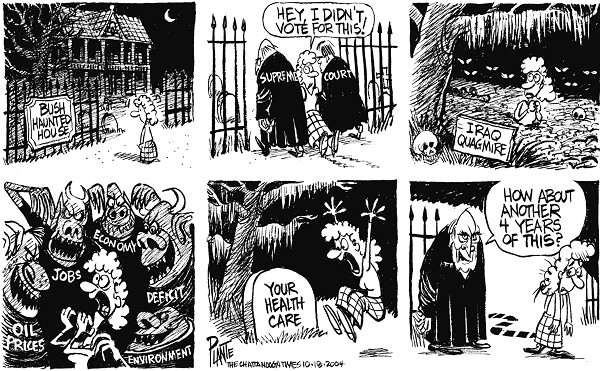 BUSH
HAUNTED
HOUSE
HEY, I DIDN'T
VOTE FOR THIS!
SUPREME COURT
IRAQ
QUAGMIRE
ECONOMY
JOBS
DEFICIT
OIL
PRICES
ENVIRONMENT
YOUR
HEALTH
CARE
PLANTE
THE CHATTANOOGA TIMES 10-18-2004
HOW ABOUT
ANOTHER
4 YEARS
OF THIS?